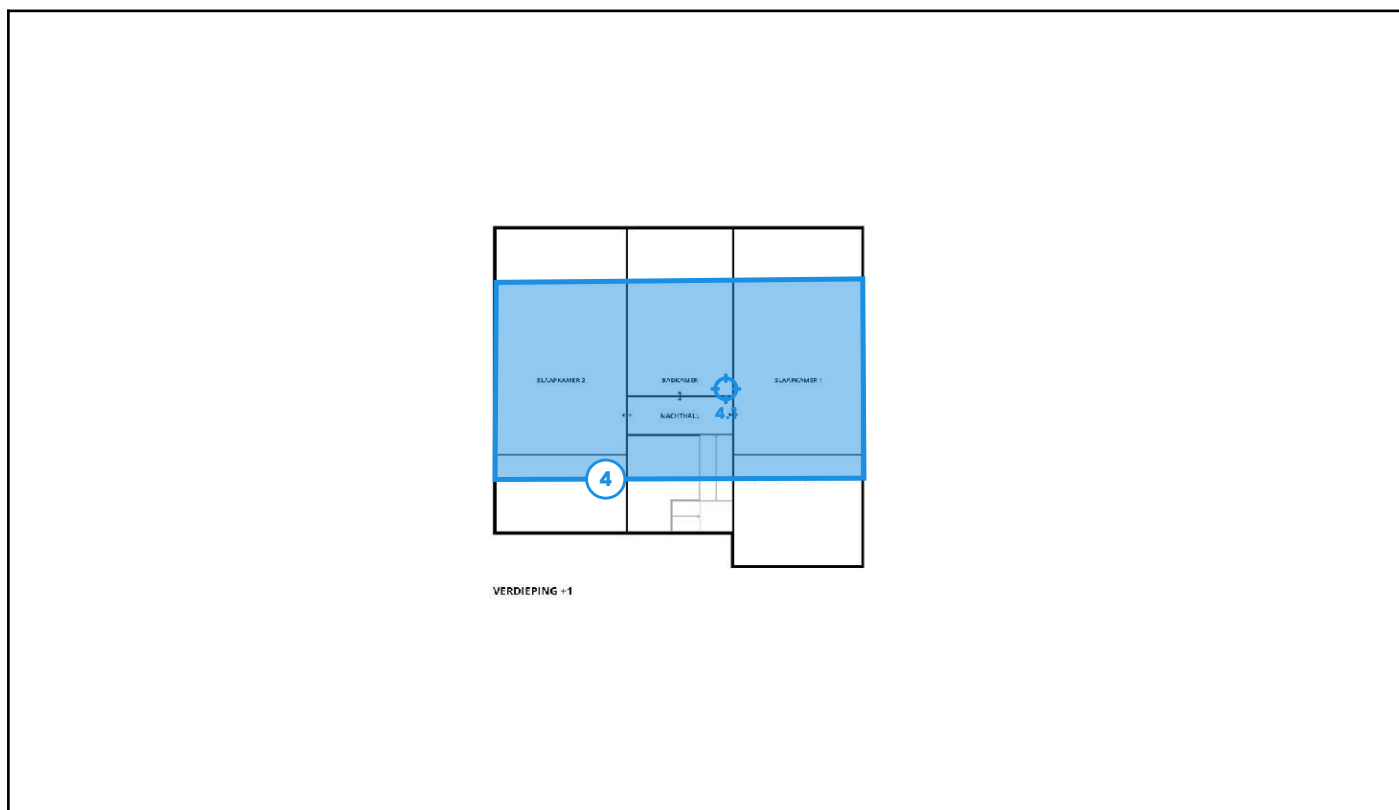 SLAAPKAMER 2
BADKAMER
SLAAPKAMER 1
NACHTHALL
4.1
4
VERDIEPING +1